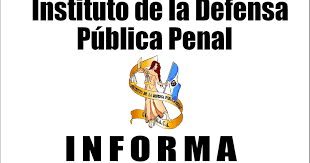 Instituto de la Defensa
Pública Penal
INFORMA